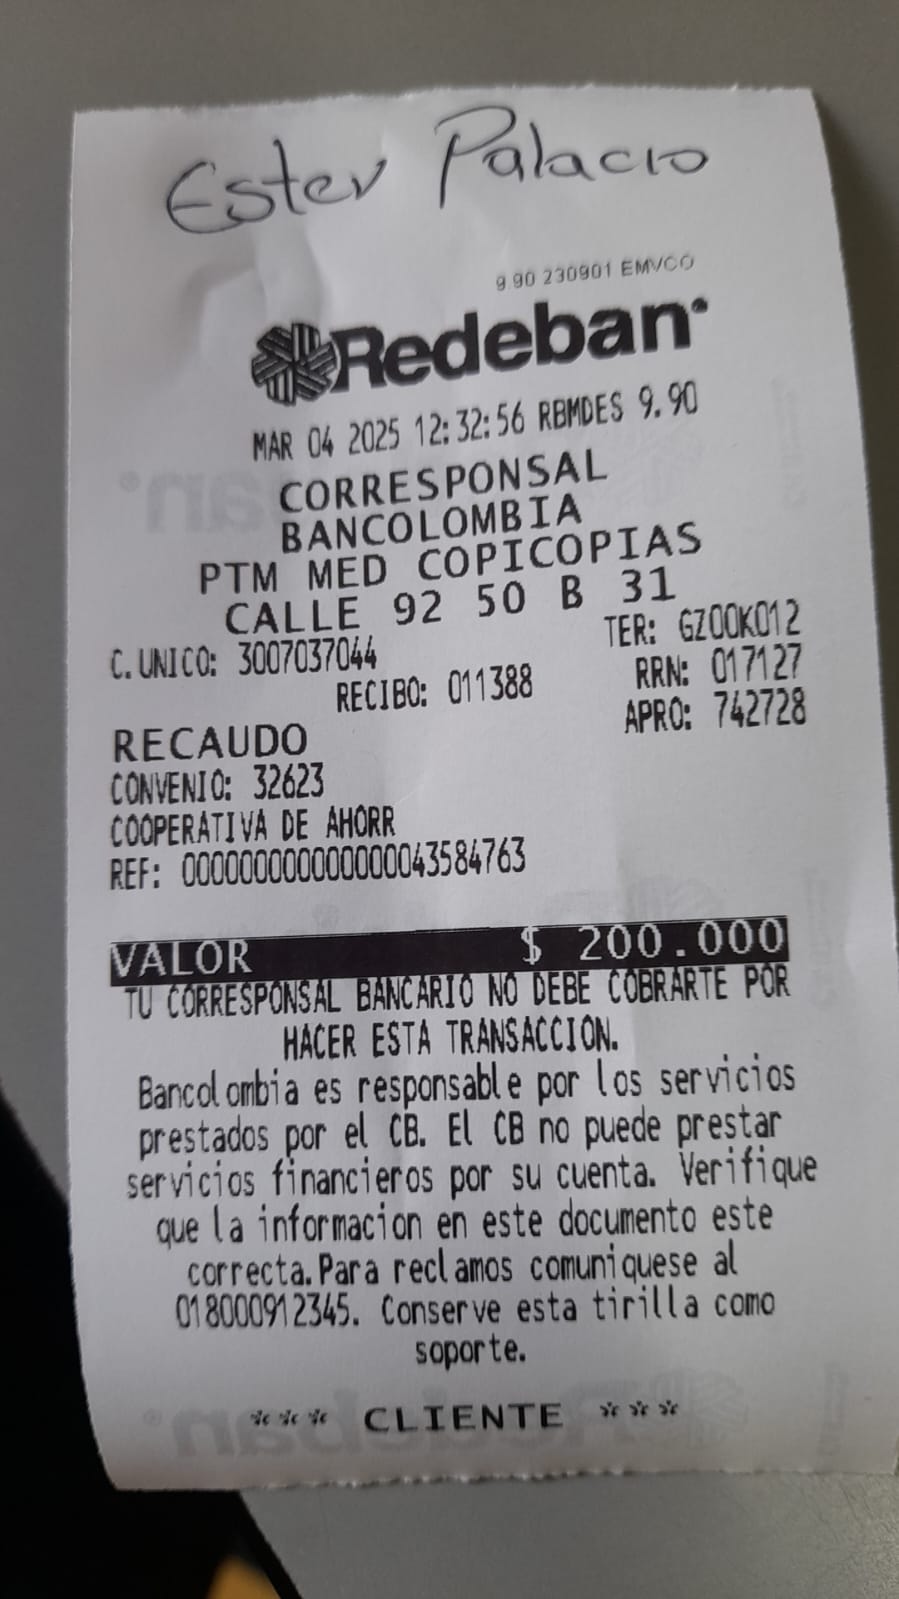 Ester Palacio
9.90 230901 EMVCO
Redeban
MAR 04 2025 12:32:56 RBMDES 9.90
CORRESPONSAL
BANCOLOMBIA
PTM MED COPICOPIAS
CALLE 92 50 B 31
C.UNICO: 3007037044 TER: GZ00K012
RECIBO: 011388 RRN: 017127
RECAUDO APRO: 742728
CONVENIO: 32623
COOPERATIVA DE AHORR
REF: 000000000000000043584763
VALOR $ 200.000
TU CORRESPONSAL BANCARIO NO DEBE COBRARTE POR
HACER ESTA TRANSACCION.
Bancolombia es responsable por los servicios
prestados por el CB. El CB no puede prestar
servicios financieros por su cuenta. Verifique
que la informacion en este documento este
correcta.Para reclamos comuniquese al
018000912345. Conserve esta tirilla como
soporte.
*** CLIENTE ***